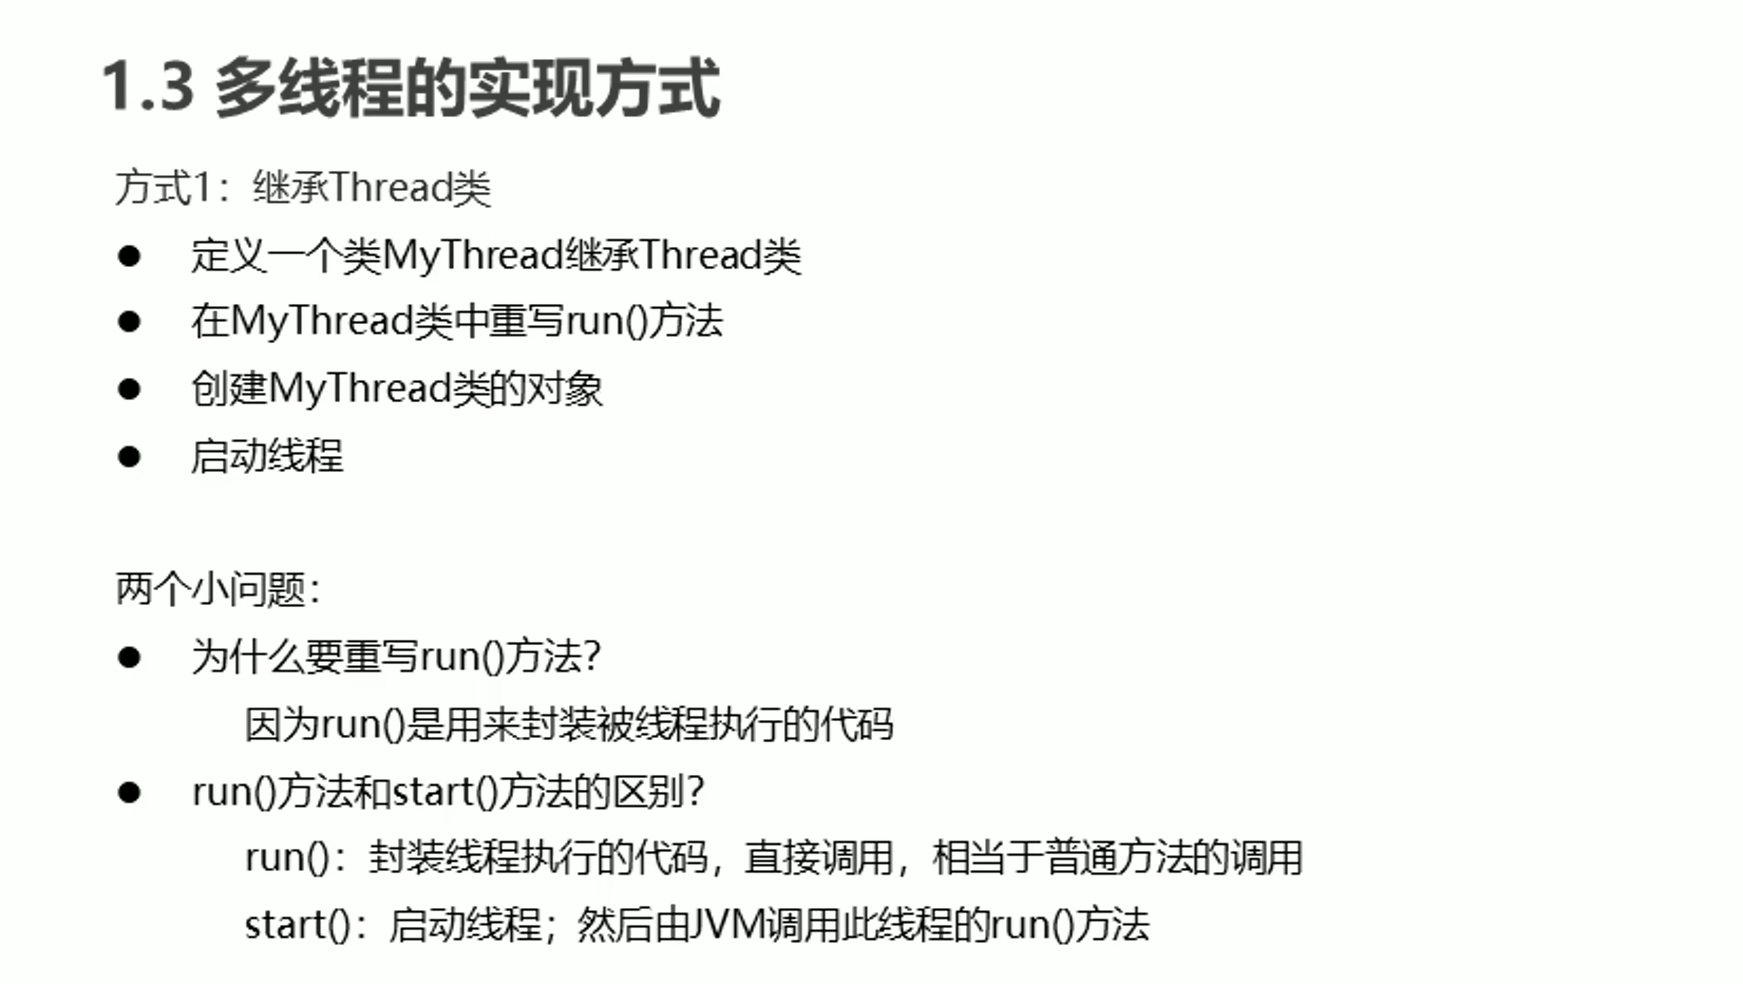 1.3 多线程的实现方式
方式1：继承Thread类
● 定义一个类MyThread继承Thread类
● 在MyThread类中重写run()方法
● 创建MyThread类的对象
● 启动线程
两个小问题：
● 为什么要重写run()方法？
因为run()是用来封装被线程执行的代码
● run()方法和start()方法的区别？
run()：封装线程执行的代码，直接调用，相当于普通方法的调用
start()：启动线程；然后由JVM调用此线程的run()方法